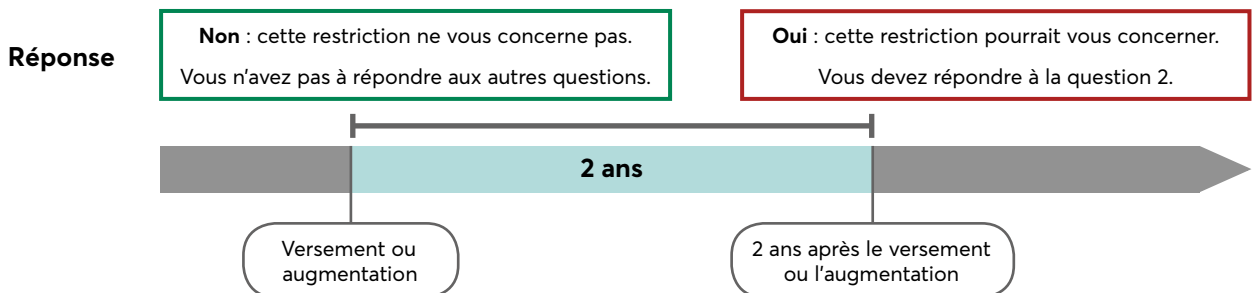 Réponse
Non : cette restriction ne vous concerne pas.
Vous n'avez pas à répondre aux autres questions.
Oui : cette restriction pourrait vous concerner.
Vous devez répondre à la question 2.
2 ans
Versement ou
augmentation
2 ans après le versement
ou l'augmentation